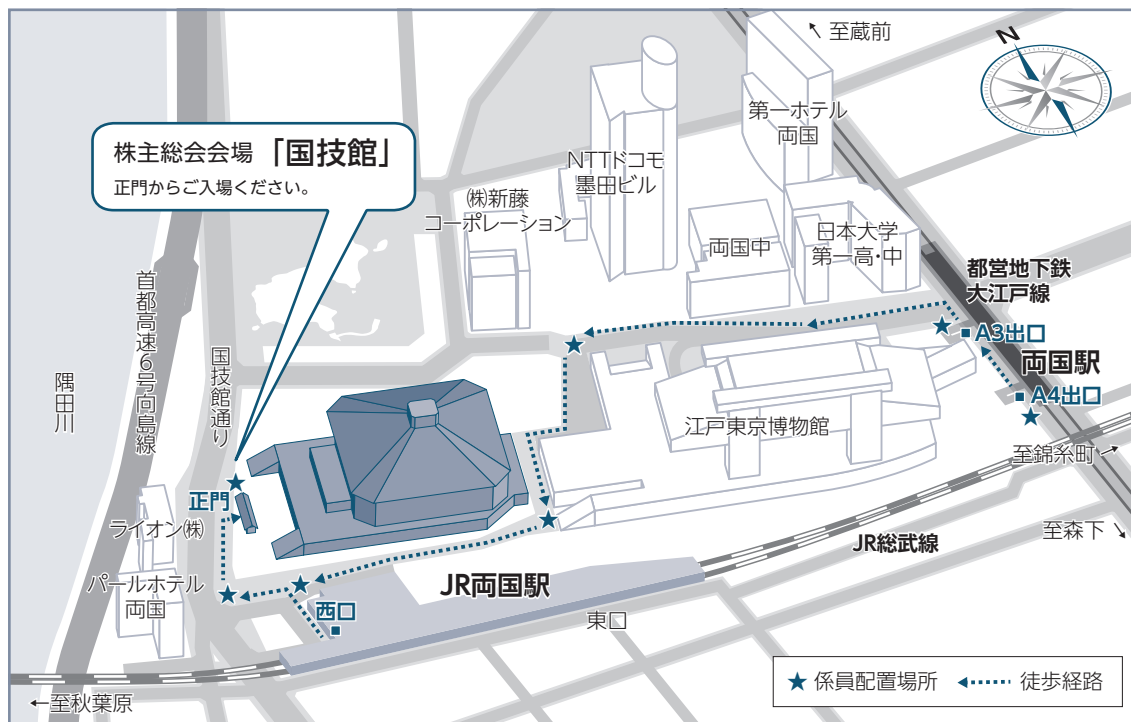 ↖至蔵前
N
第一ホテル
両国
株主総会会場「国技館」
正門からご入場ください。
NTTドコモ
墨田ビル
㈱新藤
コーポレーション
両国中
日本大学
第一高・中
都営地下鉄
大江戸線
A3出口
両国駅
A4出口
首都高速6号向島線
国技館通り
隅田川
江戸東京博物館
至錦糸町→
正門
ライオン㈱
至森下↘
JR総武線
パールホテル
両国
JR両国駅
西口
東口
←至秋葉原
★係員配置場所
徒歩経路